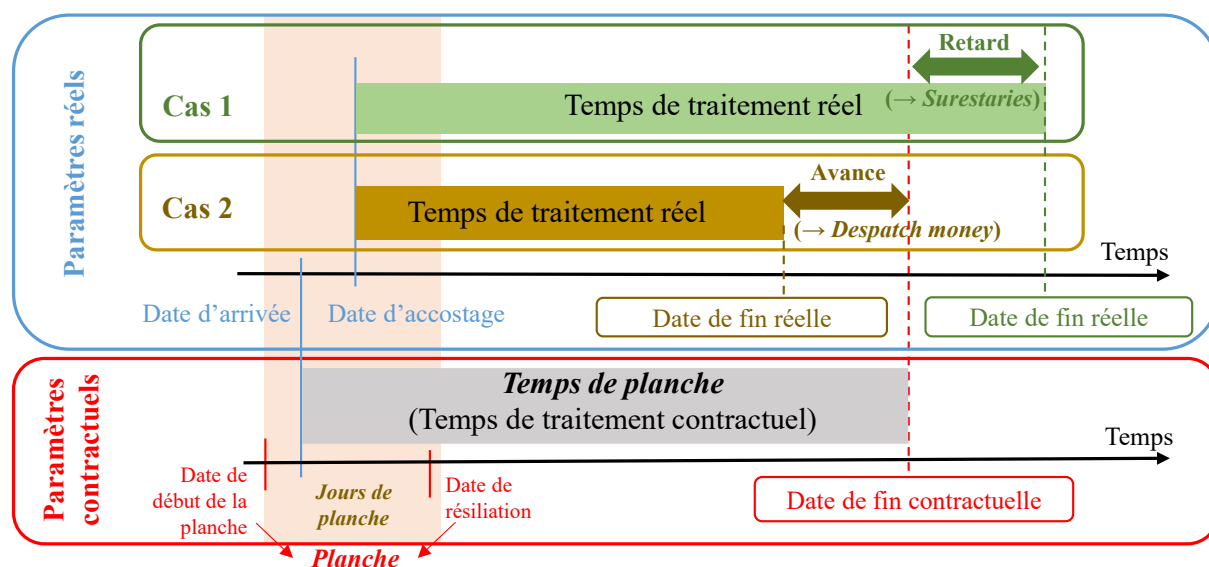 Paramètres réels
Cas 1
Retard
Temps de traitement réel
(→ Surestaries)
Cas 2
Avance
Temps de traitement réel
(→ Despatch money)
Temps
Date d’arrivée
Date d’accostage
Date de fin réelle
Date de fin réelle
Paramètres
contractuels
Temps de planche
(Temps de traitement contractuel)
Temps
Date de
début de la
planche
Jours de
planche
Date de
résiliation
Date de fin contractuelle
Planche